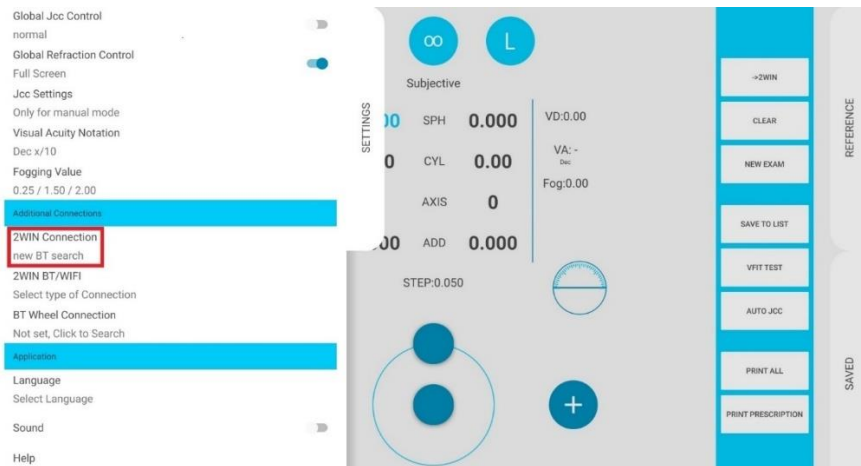 Global Jcc Control
normal
Global Refraction Control
Full Screen
Jcc Settings
Only for manual mode
Visual Acuity Notation
Dec x/10
Fogging Value
0.25 / 1.50 / 2.00
Additional Connections
2WIN Connection
new BT search
2WIN BT/WIFI
Select type of Connection
BT Wheel Connection
Not set, Click to Search
Application
Language
Select Language
Sound
Help
SETTINGS
∞ L
Subjective
00 SPH 0.000
0 CYL 0.00
AXIS 0
00 ADD 0.000
STEP:0.050
VD:0.00
VA: -
Dec
Fog:0.00
+
->2WIN
CLEAR
NEW EXAM
SAVE TO LIST
VFIT TEST
AUTO JCC
PRINT ALL
PRINT PRESCRIPTION
REFERENCE
SAVED